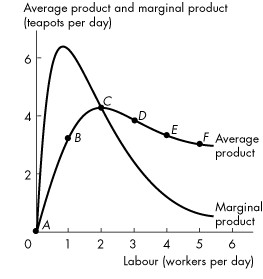 Average product and marginal product
(teapots per day)
6
C
D
4
E
F
B
Average
product
2
Marginal
product
A
0
1
2
3
4
5
6
Labour (workers per day)